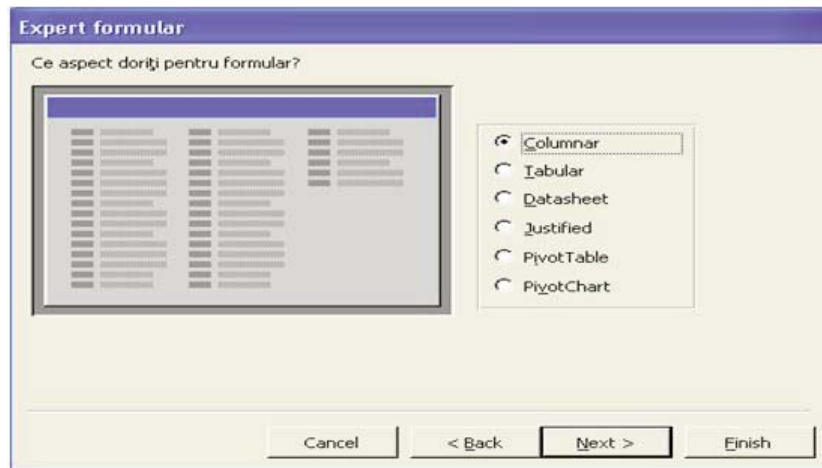 Expert formular
Ce aspect doriţi pentru formular?
Columnar
Tabular
Datasheet
Justified
PivotTable
PivotChart
Cancel
< Back
Next >
Finish